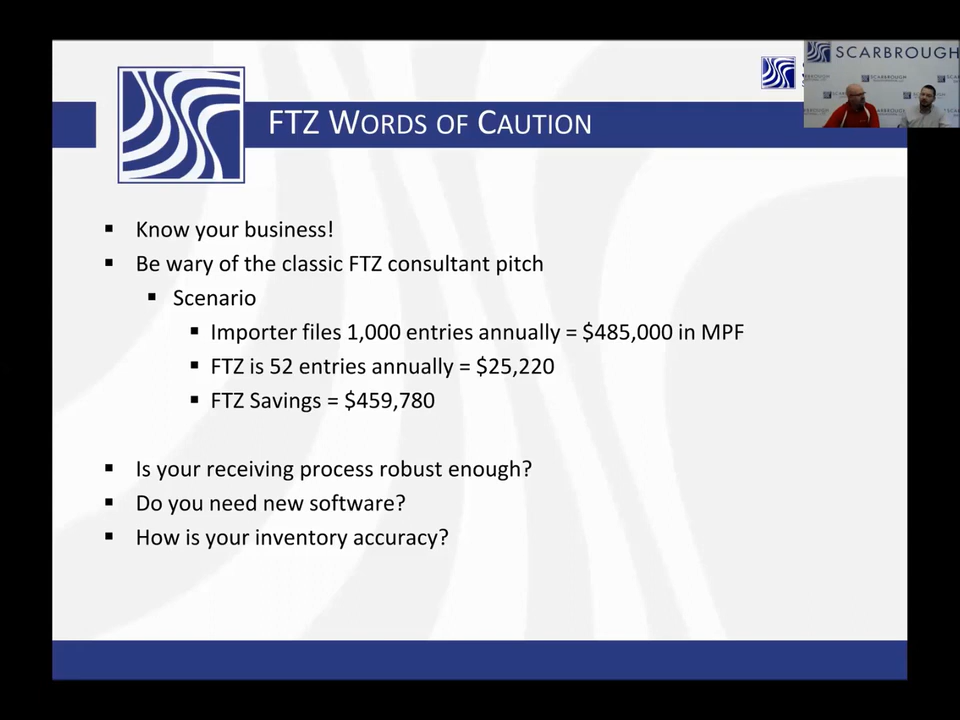 SCARBROUGH
FTZ WORDS OF CAUTION
SCARBROUGH
Know your business!
Be wary of the classic FTZ consultant pitch
Scenario
Importer files 1,000 entries annually = $485,000 in MPF
FTZ is 52 entries annually = $25,220
FTZ Savings = $459,780
Is your receiving process robust enough?
Do you need new software?
How is your inventory accuracy?